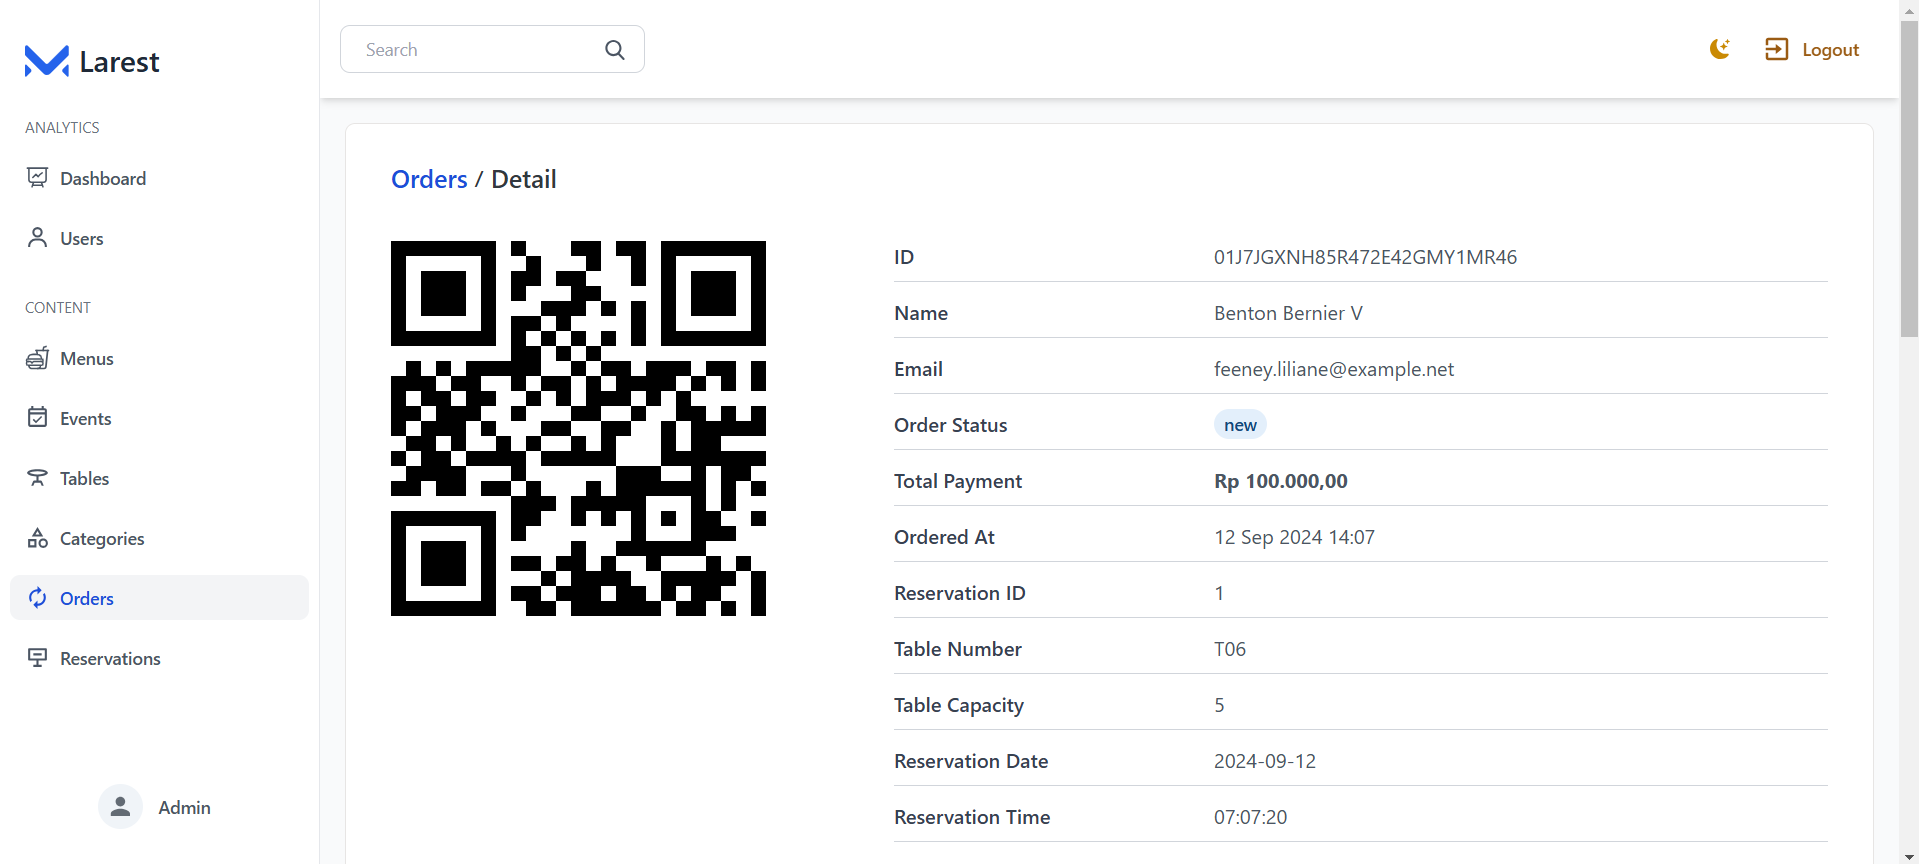 Larest
ANALYTICS
Dashboard
Users
CONTENT
Menus
Events
Tables
Categories
Orders
Reservations
Admin
Search
Logout
Orders / Detail
ID 01J7JGXNH85R472E42GMY1MR46
Name Benton Bernier V
Email feeney.liliane@example.net
Order Status new
Total Payment Rp 100.000,00
Ordered At 12 Sep 2024 14:07
Reservation ID 1
Table Number T06
Table Capacity 5
Reservation Date 2024-09-12
Reservation Time 07:07:20